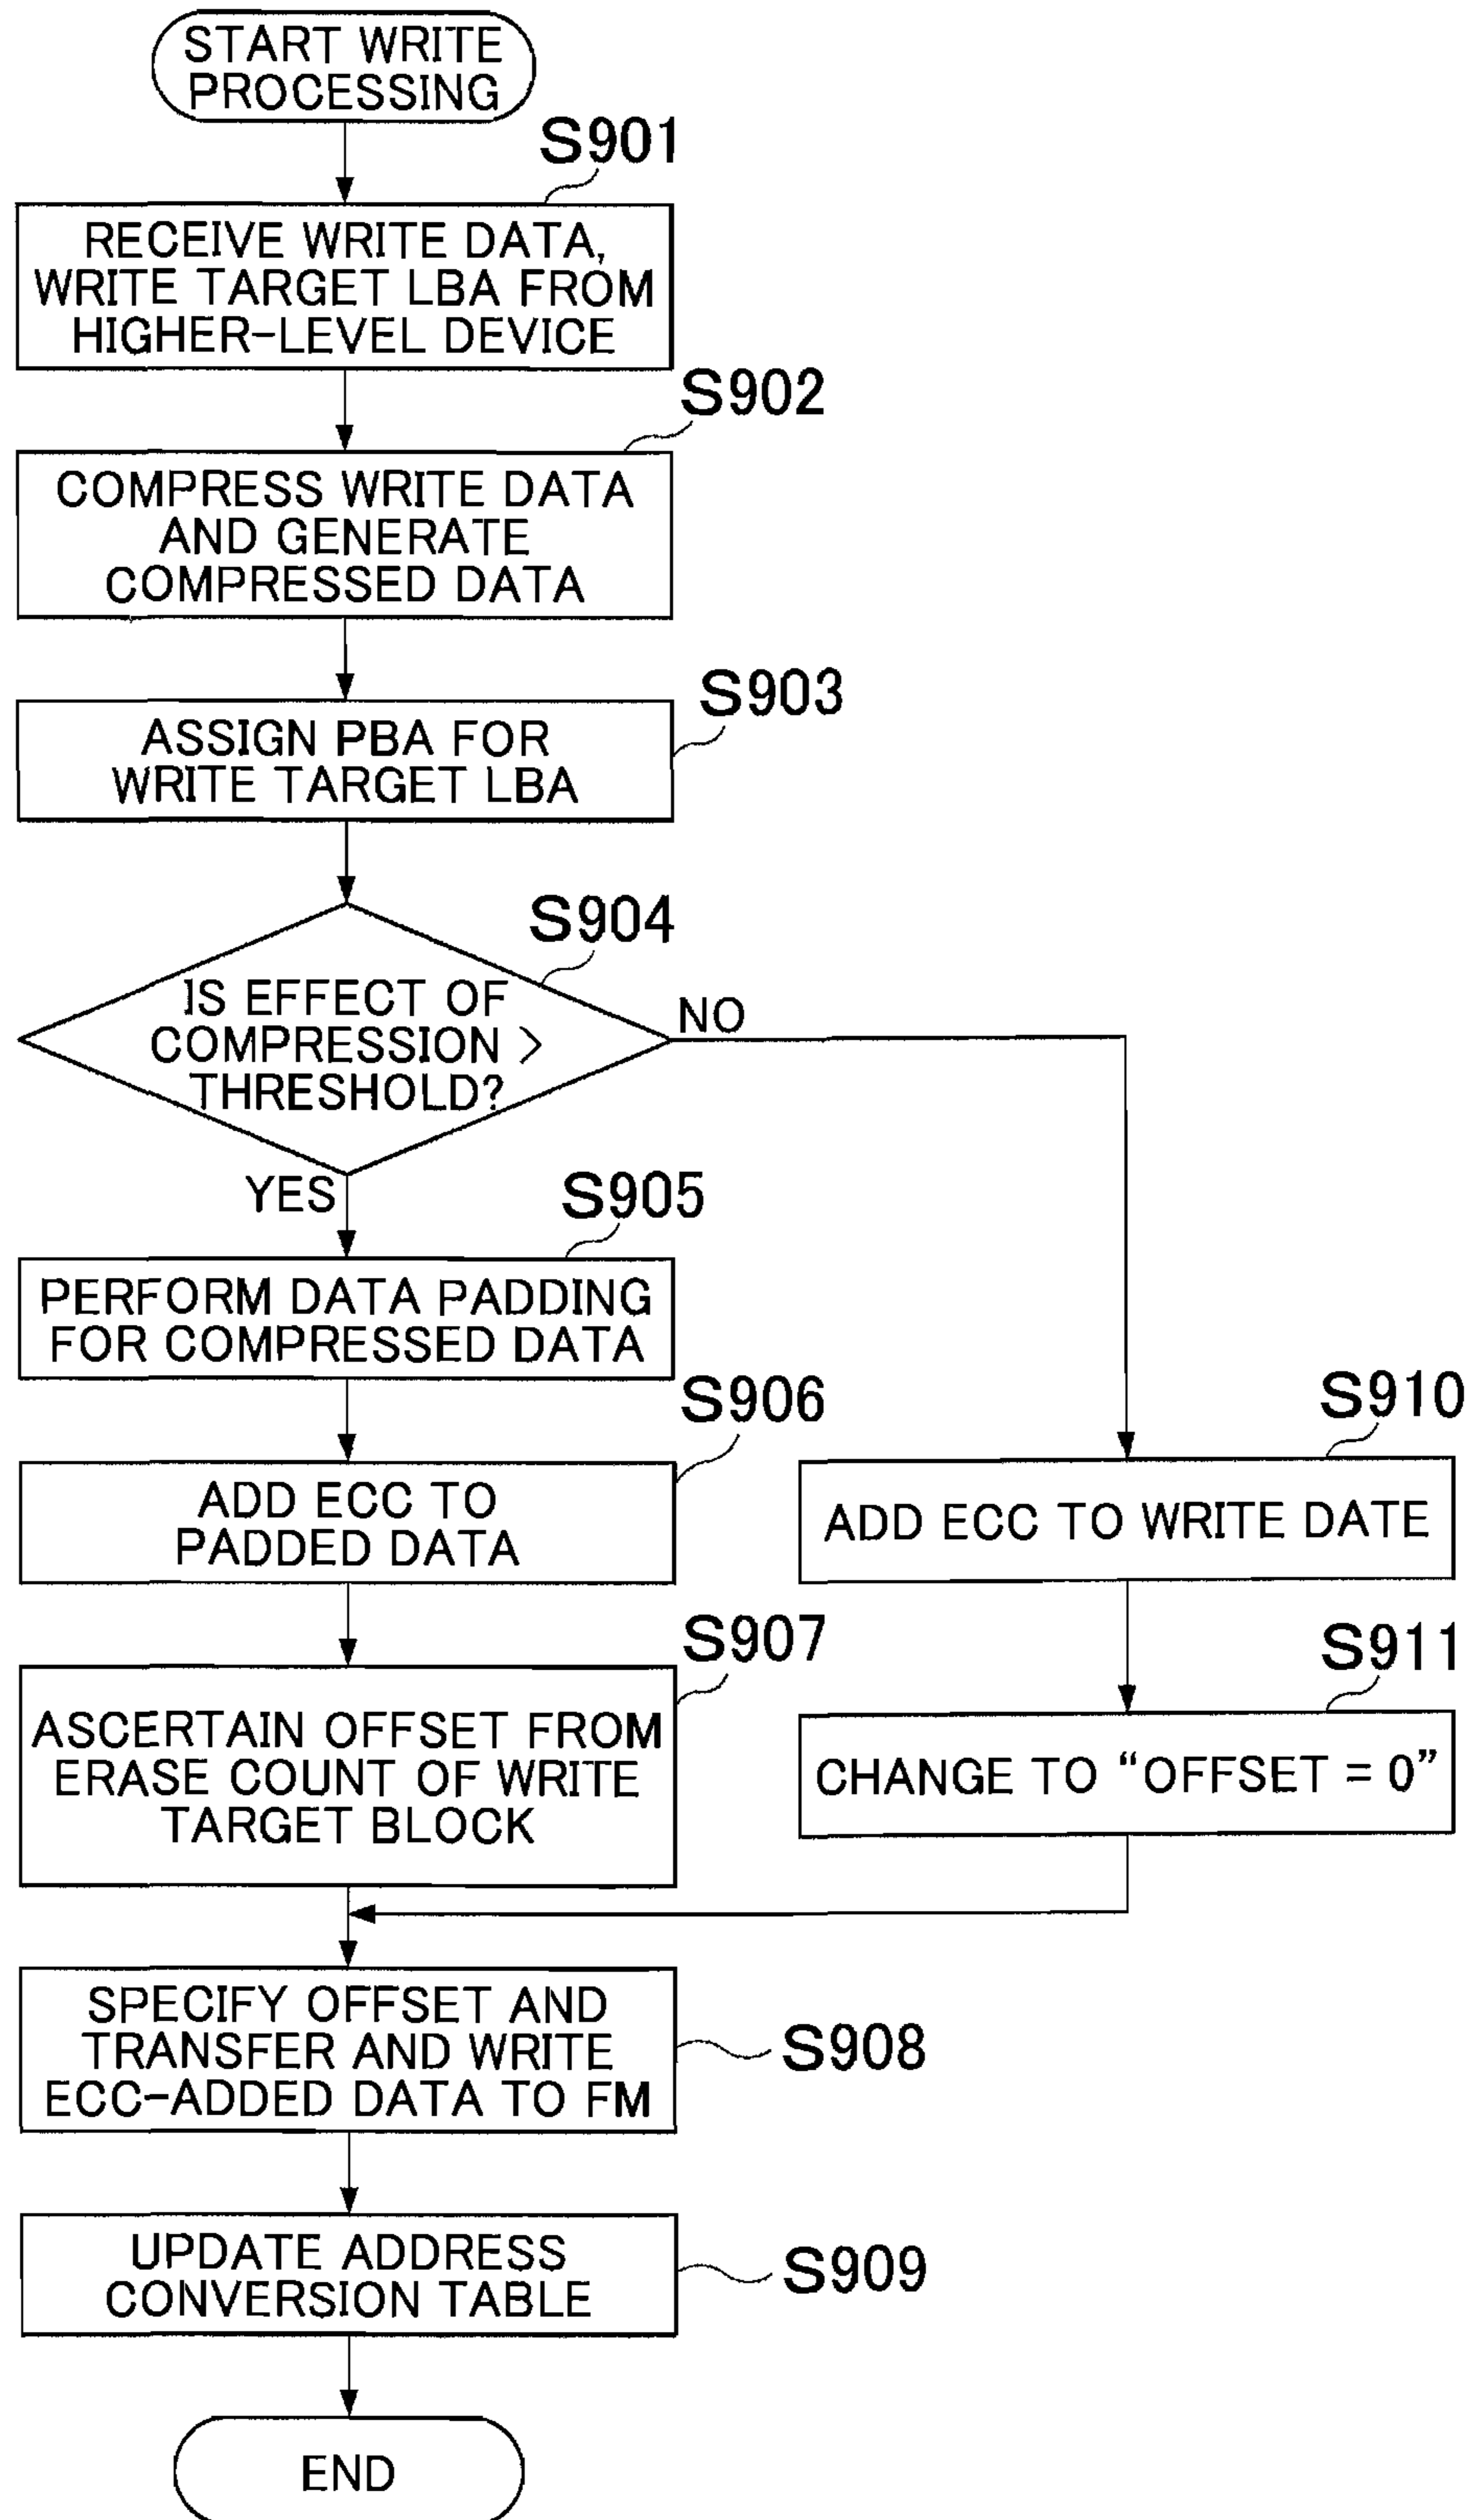 START WRITE
PROCESSING
S901
RECEIVE WRITE DATA,
WRITE TARGET LBA FROM
HIGHER-LEVEL DEVICE
S902
COMPRESS WRITE DATA
AND GENERATE
COMPRESSED DATA
S903
ASSIGN PBA FOR
WRITE TARGET LBA
S904
IS EFFECT OF
COMPRESSION >
THRESHOLD?
NO
YES
S905
PERFORM DATA PADDING
FOR COMPRESSED DATA
S906
ADD ECC TO
PADDED DATA
S910
ADD ECC TO WRITE DATE
S907
ASCERTAIN OFFSET FROM
ERASE COUNT OF WRITE
TARGET BLOCK
S911
CHANGE TO “OFFSET = 0”
SPECIFY OFFSET AND
TRANSFER AND WRITE
ECC-ADDED DATA TO FM
S908
UPDATE ADDRESS
CONVERSION TABLE
S909
END